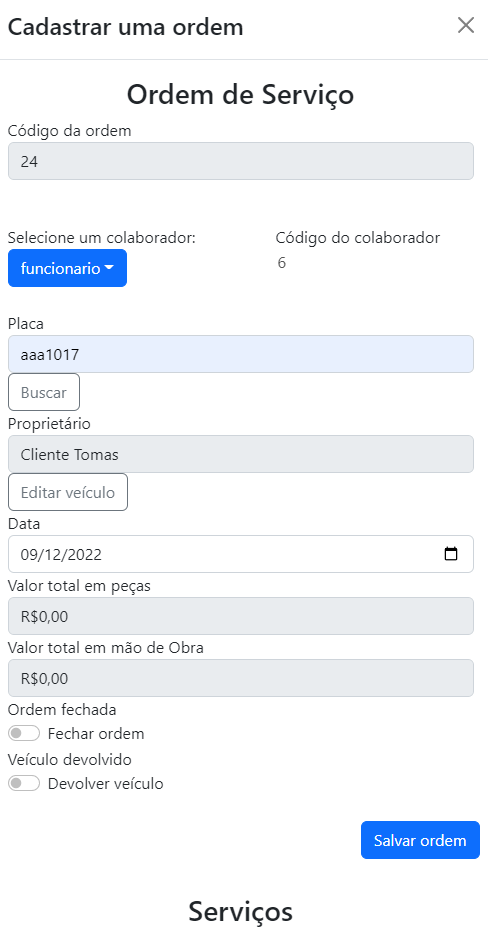 Cadastrar uma ordem
Ordem de Serviço
Código da ordem
24
Selecione um colaborador:
Código do colaborador
funcionario
6
Placa
aaa1017
Buscar
Proprietário
Cliente Tomas
Editar veículo
Data
09/12/2022
Valor total em peças
R$0,00
Valor total em mão de Obra
R$0,00
Ordem fechada
Fechar ordem
Veículo devolvido
Devolver veículo
Salvar ordem
Serviços